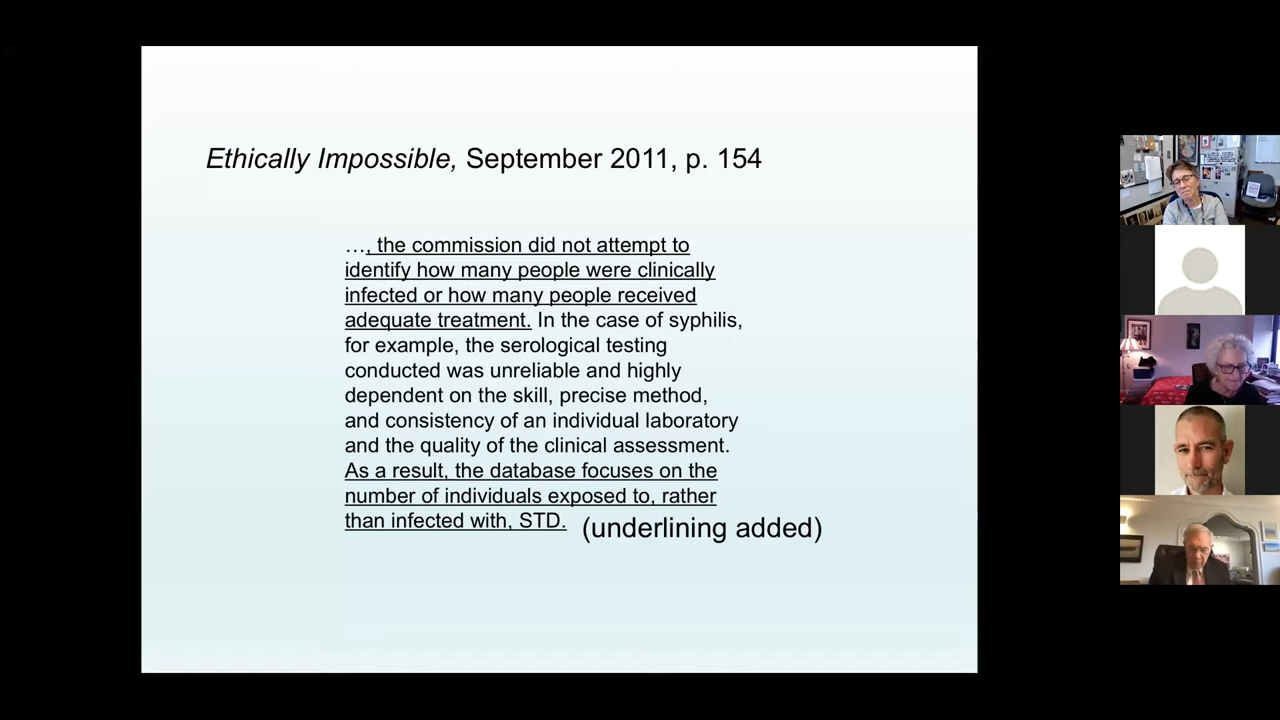 Ethically Impossible, September 2011, p. 154
…, the commission did not attempt to
identify how many people were clinically
infected or how many people received
adequate treatment. In the case of syphilis,
for example, the serological testing
conducted was unreliable and highly
dependent on the skill, precise method,
and consistency of an individual laboratory
and the quality of the clinical assessment.
As a result, the database focuses on the
number of individuals exposed to, rather
than infected with, STD. (underlining added)